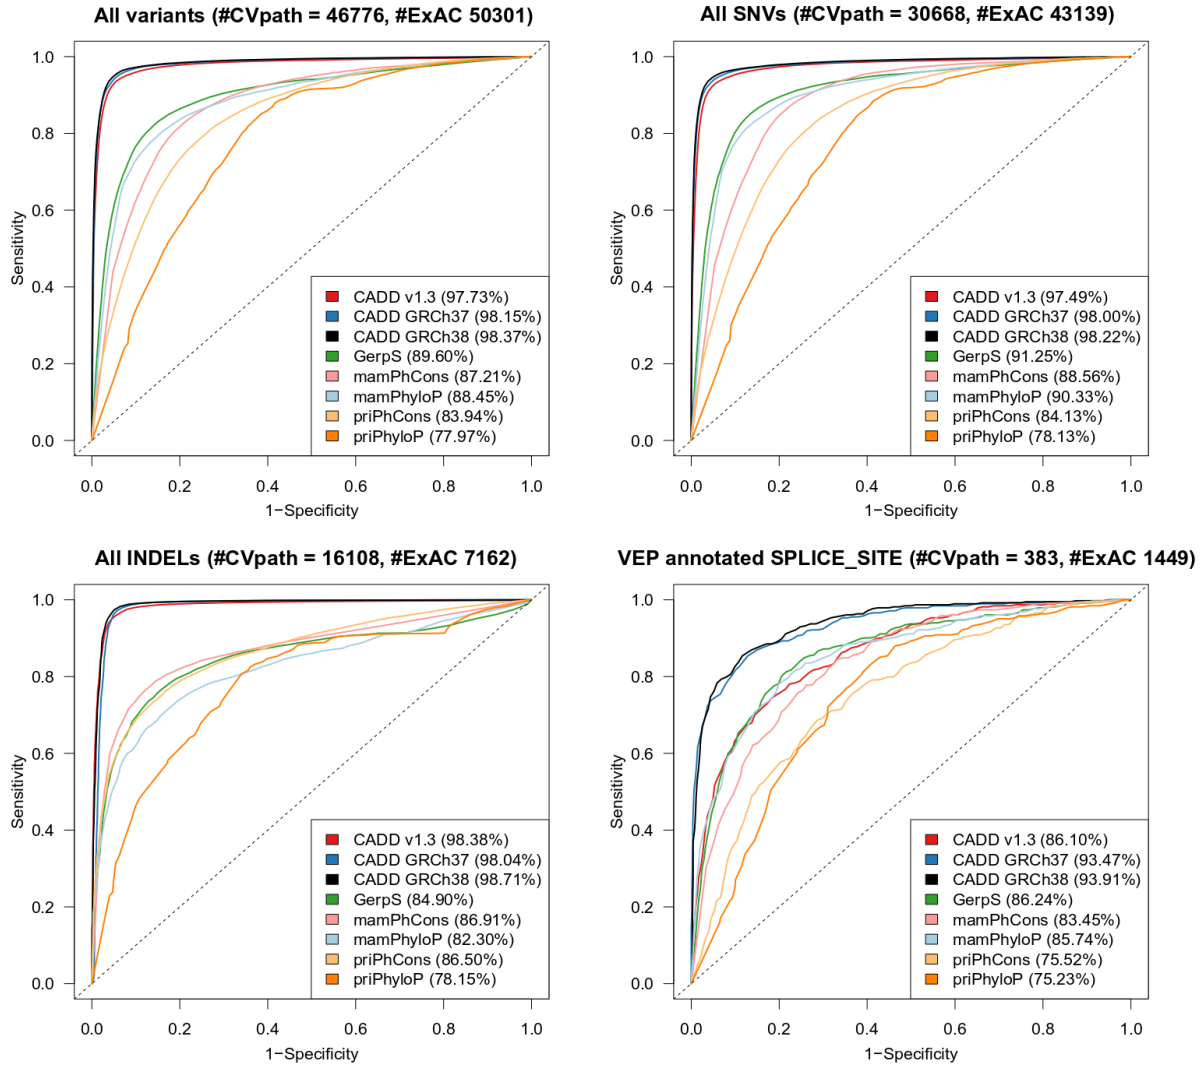 All variants (#CVpath = 46776, #ExAC 50301)
1.0
0.8
0.6
0.4
0.2
0.0
Sensitivity
CADD v1.3 (97.73%)
CADD GRCh37 (98.15%)
CADD GRCh38 (98.37%)
GerpS (89.60%)
mamPhCons (87.21%)
mamPhyloP (88.45%)
priPhCons (83.94%)
priPhyloP (77.97%)
0.0 0.2 0.4 0.6 0.8 1.0
1−Specificity
All SNVs (#CVpath = 30668, #ExAC 43139)
1.0
0.8
0.6
0.4
0.2
0.0
Sensitivity
CADD v1.3 (97.49%)
CADD GRCh37 (98.00%)
CADD GRCh38 (98.22%)
GerpS (91.25%)
mamPhCons (88.56%)
mamPhyloP (90.33%)
priPhCons (84.13%)
priPhyloP (78.13%)
0.0 0.2 0.4 0.6 0.8 1.0
1−Specificity
All INDELs (#CVpath = 16108, #ExAC 7162)
1.0
0.8
0.6
0.4
0.2
0.0
Sensitivity
CADD v1.3 (98.38%)
CADD GRCh37 (98.04%)
CADD GRCh38 (98.71%)
GerpS (84.90%)
mamPhCons (86.91%)
mamPhyloP (82.30%)
priPhCons (86.50%)
priPhyloP (78.15%)
0.0 0.2 0.4 0.6 0.8 1.0
1−Specificity
VEP annotated SPLICE_SITE (#CVpath = 383, #ExAC 1449)
1.0
0.8
0.6
0.4
0.2
0.0
Sensitivity
CADD v1.3 (86.10%)
CADD GRCh37 (93.47%)
CADD GRCh38 (93.91%)
GerpS (86.24%)
mamPhCons (83.45%)
mamPhyloP (85.74%)
priPhCons (75.52%)
priPhyloP (75.23%)
0.0 0.2 0.4 0.6 0.8 1.0
1−Specificity